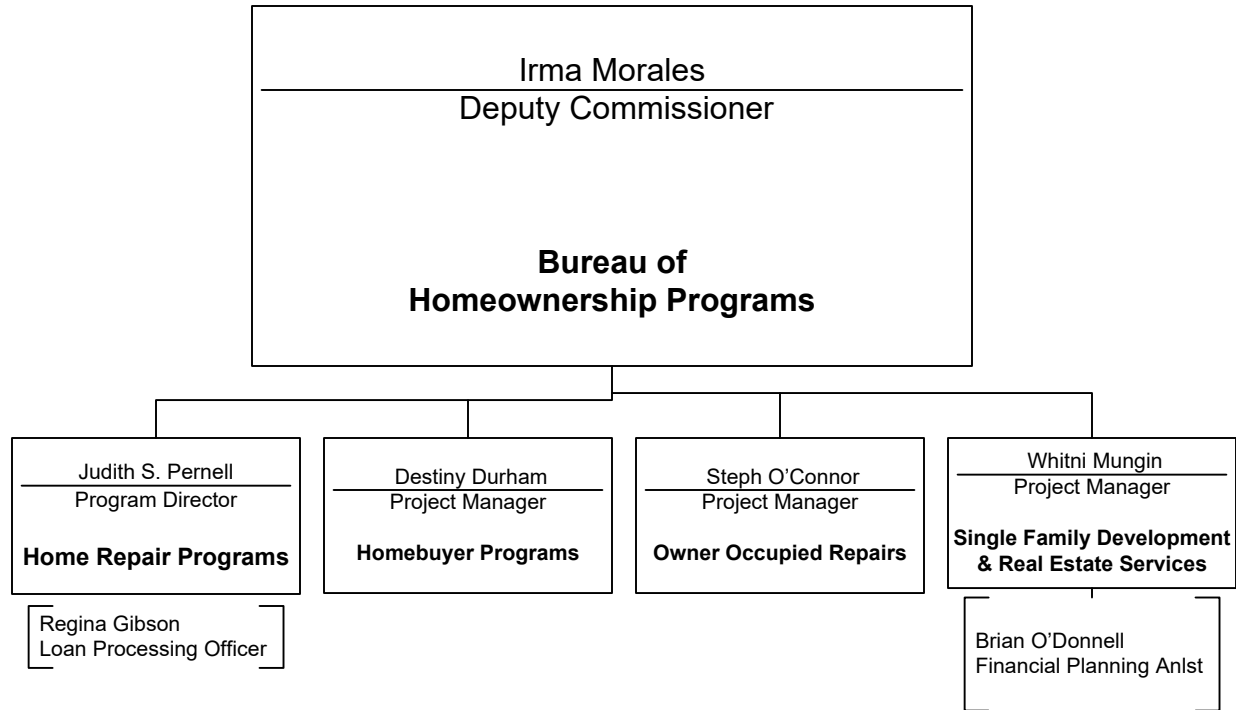 Irma Morales
Deputy Commissioner
Bureau of
Homeownership Programs
Judith S. Pernell
Program Director
Home Repair Programs
Regina Gibson
Loan Processing Officer
Destiny Durham
Project Manager
Homebuyer Programs
Steph O’Connor
Project Manager
Owner Occupied Repairs
Whitni Mungin
Project Manager
Single Family Development
& Real Estate Services
Brian O’Donnell
Financial Planning Anlst